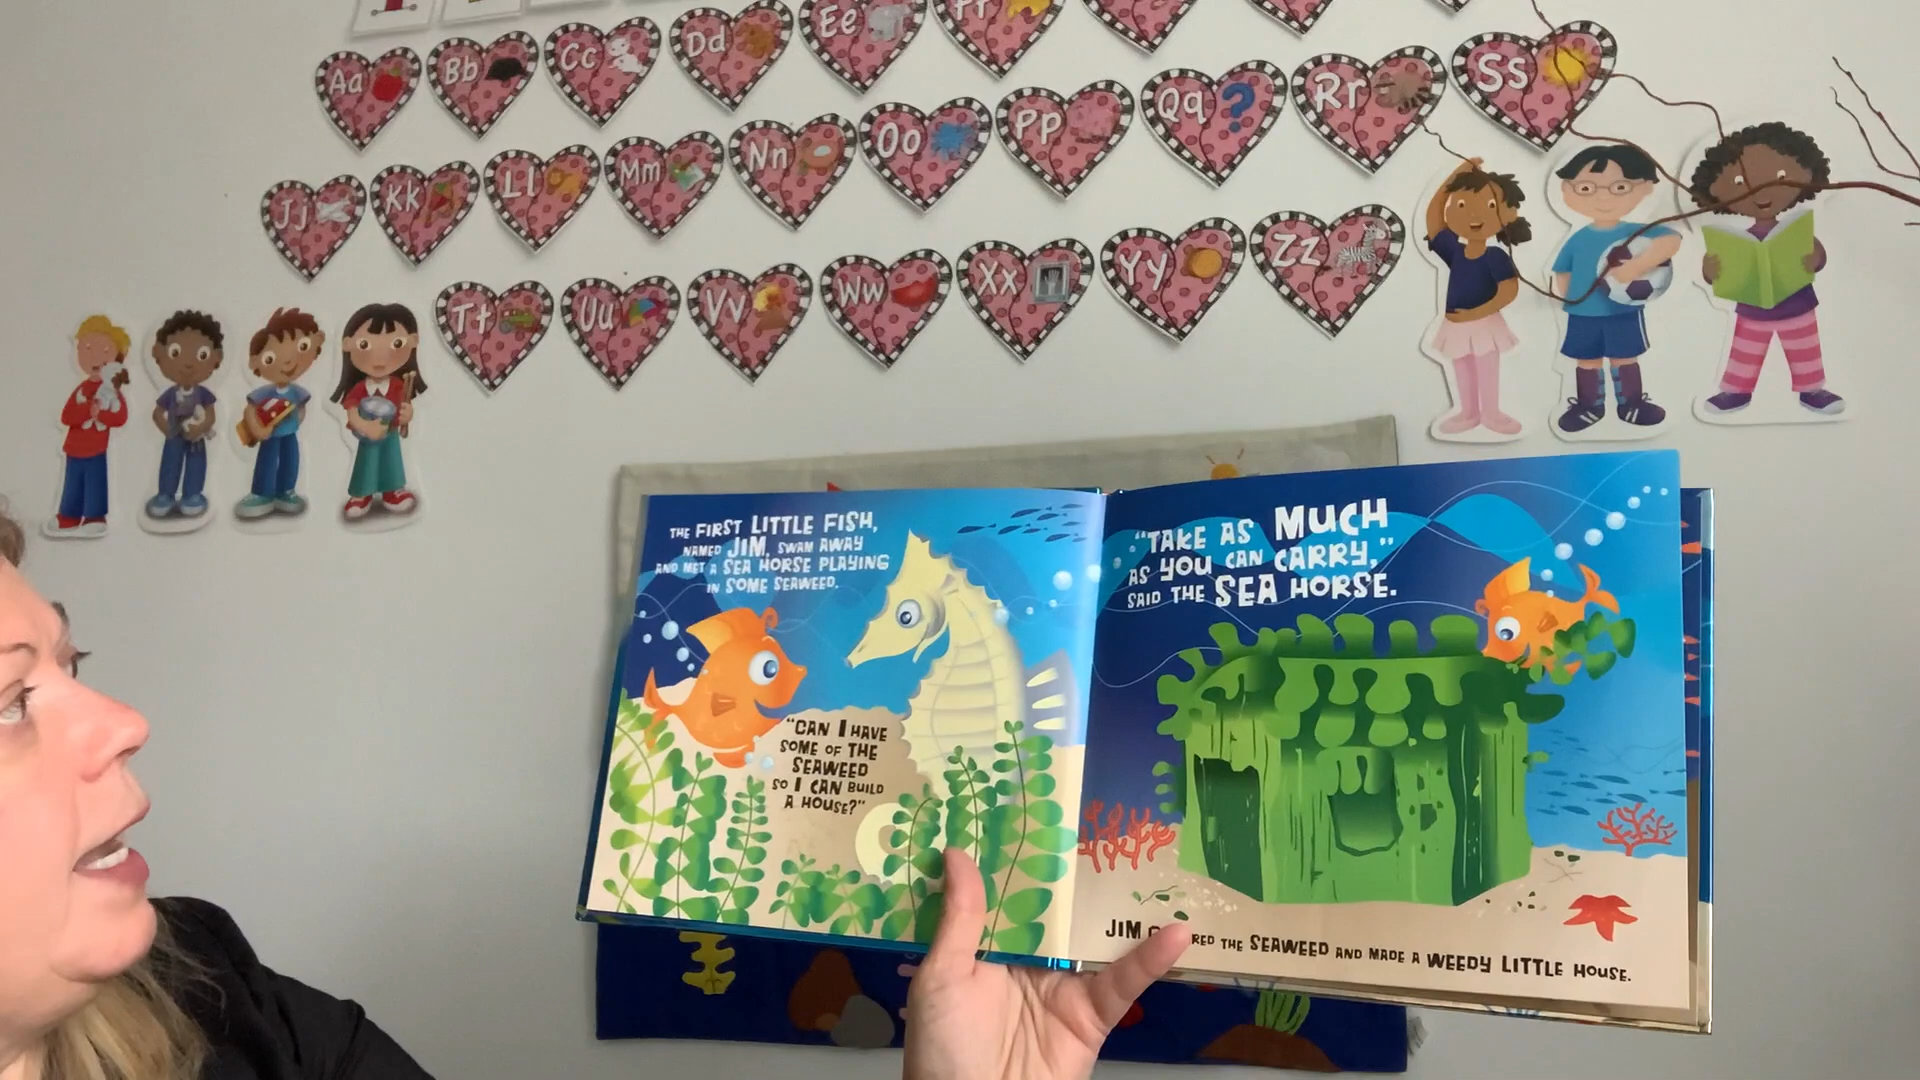 Aa Bb Cc Dd Ee
Jj Kk Ll Mm Nn Oo Pp Qq Rr Ss
Tt Uu Vv Ww Xx Yy Zz
THE FIRST LITTLE FISH,
NAMED JIM, SWAM AWAY
AND MET A SEA HORSE PLAYING
IN SOME SEAWEED.
"CAN I HAVE
SOME OF THE
SEAWEED
SO I CAN BUILD
A HOUSE?"
"TAKE AS MUCH
AS YOU CAN CARRY,"
SAID THE SEA HORSE.
JIM THE SEAWEED AND MADE A WEEDY LITTLE HOUSE.